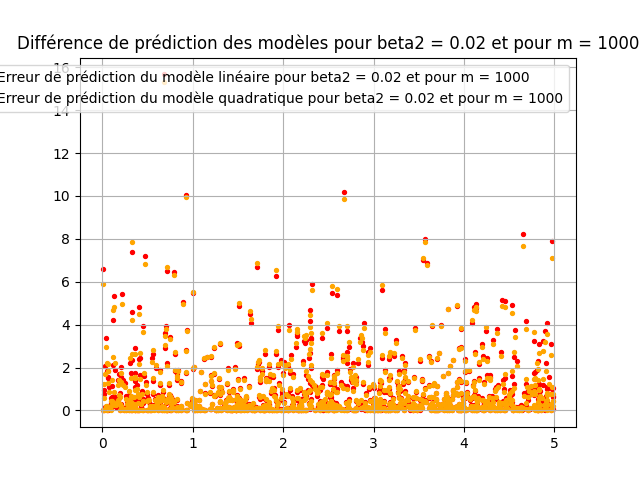 Différence de prédiction des modèles pour beta2 = 0.02 et pour m = 1000
Erreur de prédiction du modèle linéaire pour beta2 = 0.02 et pour m = 1000
Erreur de prédiction du modèle quadratique pour beta2 = 0.02 et pour m = 1000
16
14
12
10
8
6
4
2
0
0 1 2 3 4 5